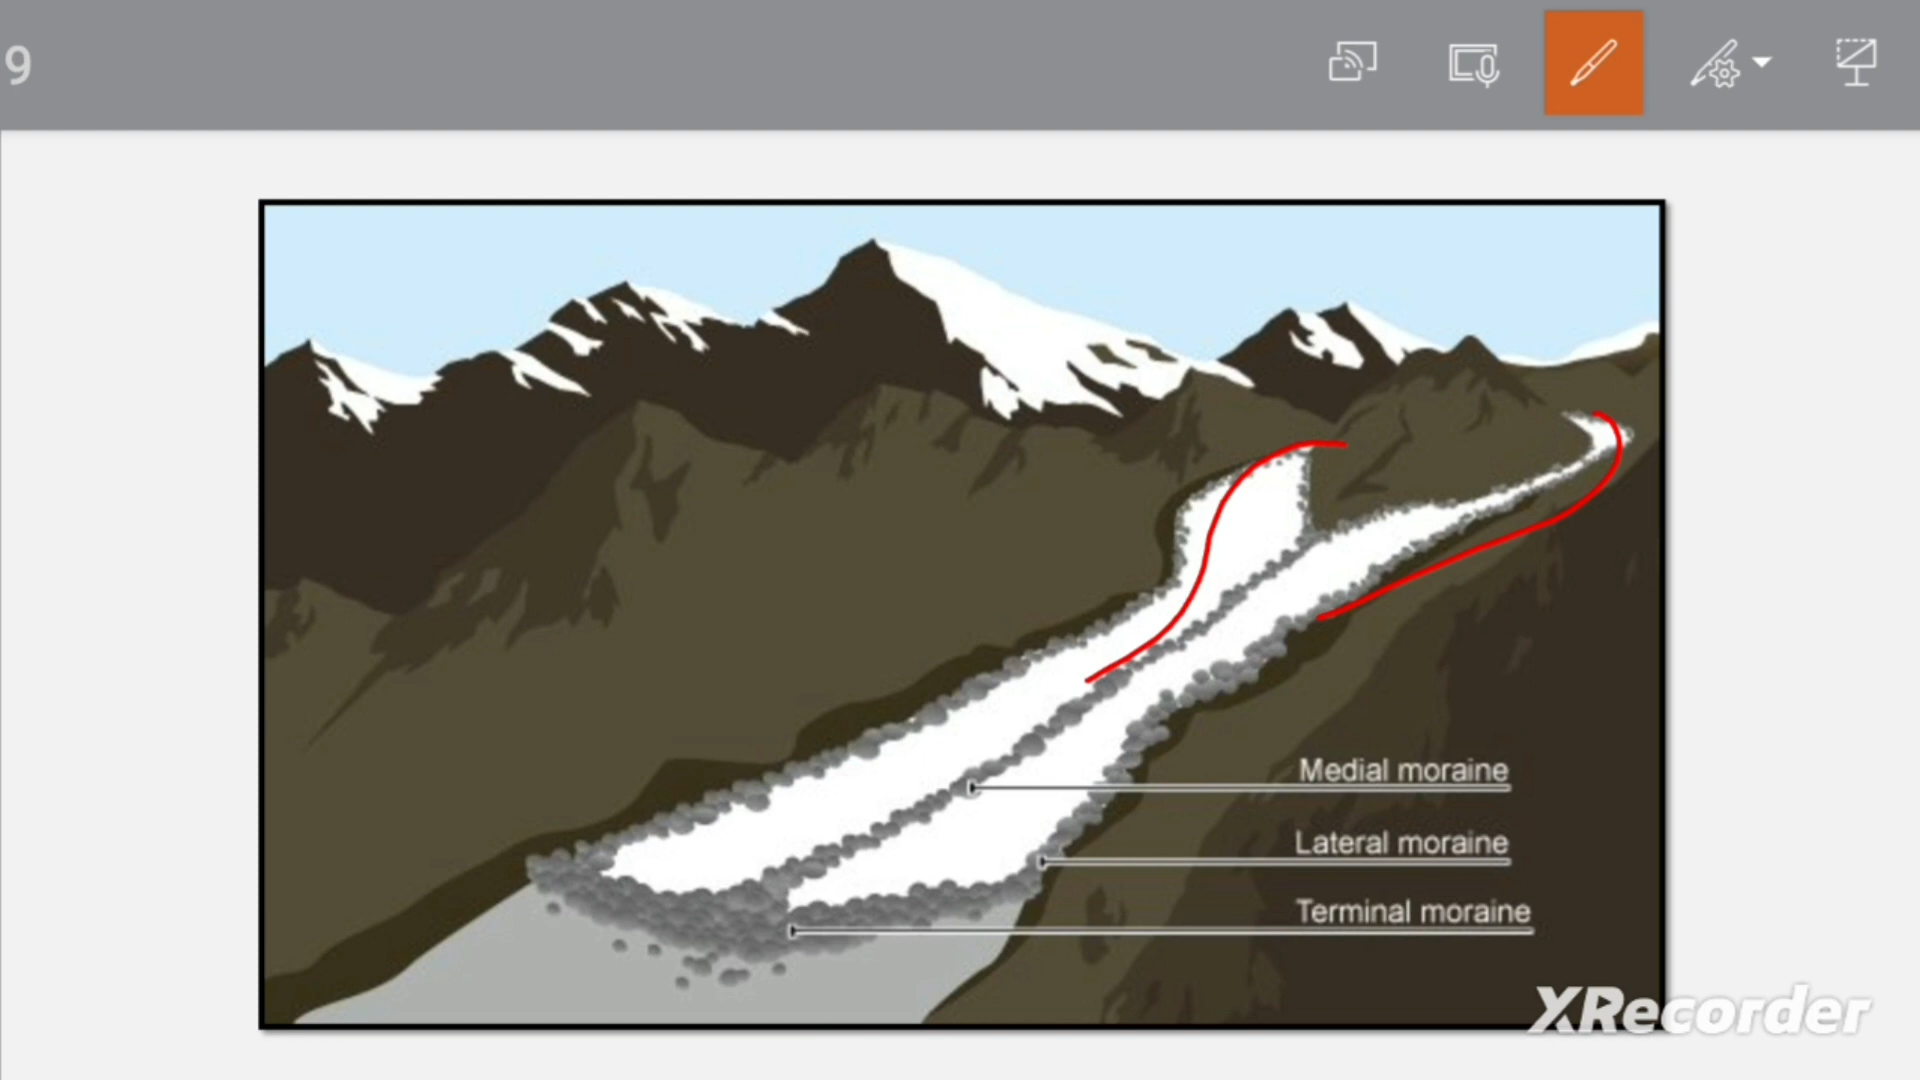 9
Medial moraine
Lateral moraine
Terminal moraine
XRecorder